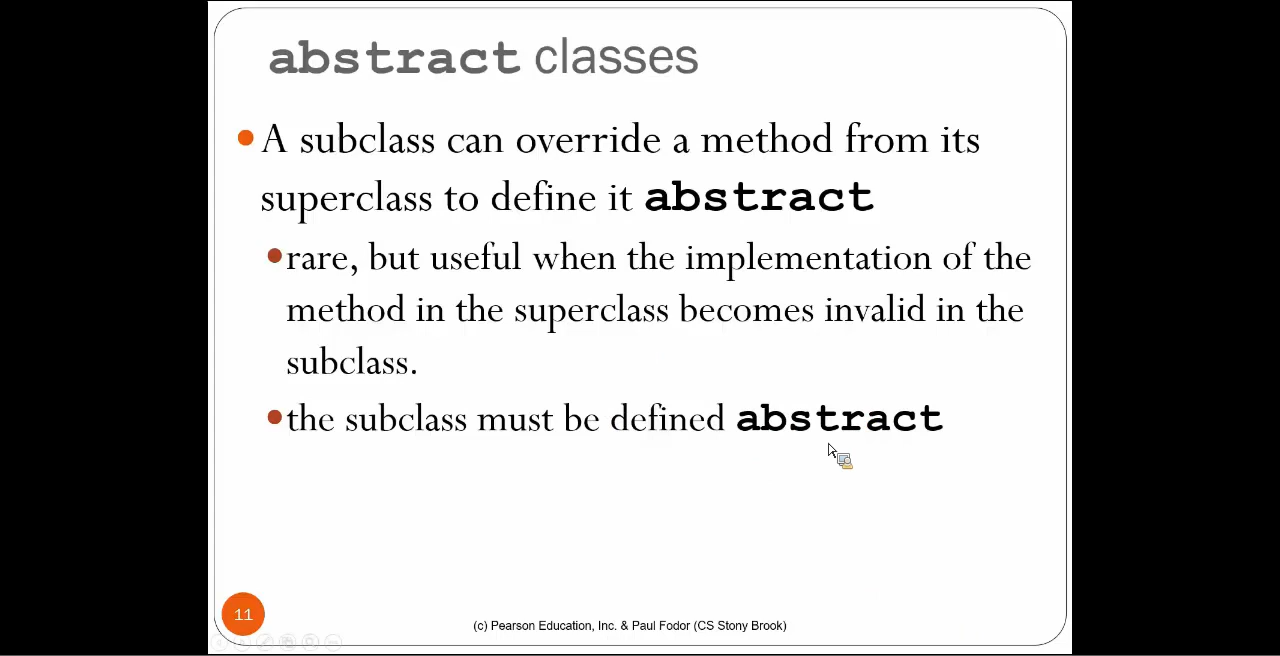 abstract classes
• A subclass can override a method from its
superclass to define it abstract
• rare, but useful when the implementation of the
method in the superclass becomes invalid in the
subclass.
• the subclass must be defined abstract
11
(c) Pearson Education, Inc. & Paul Fodor (CS Stony Brook)